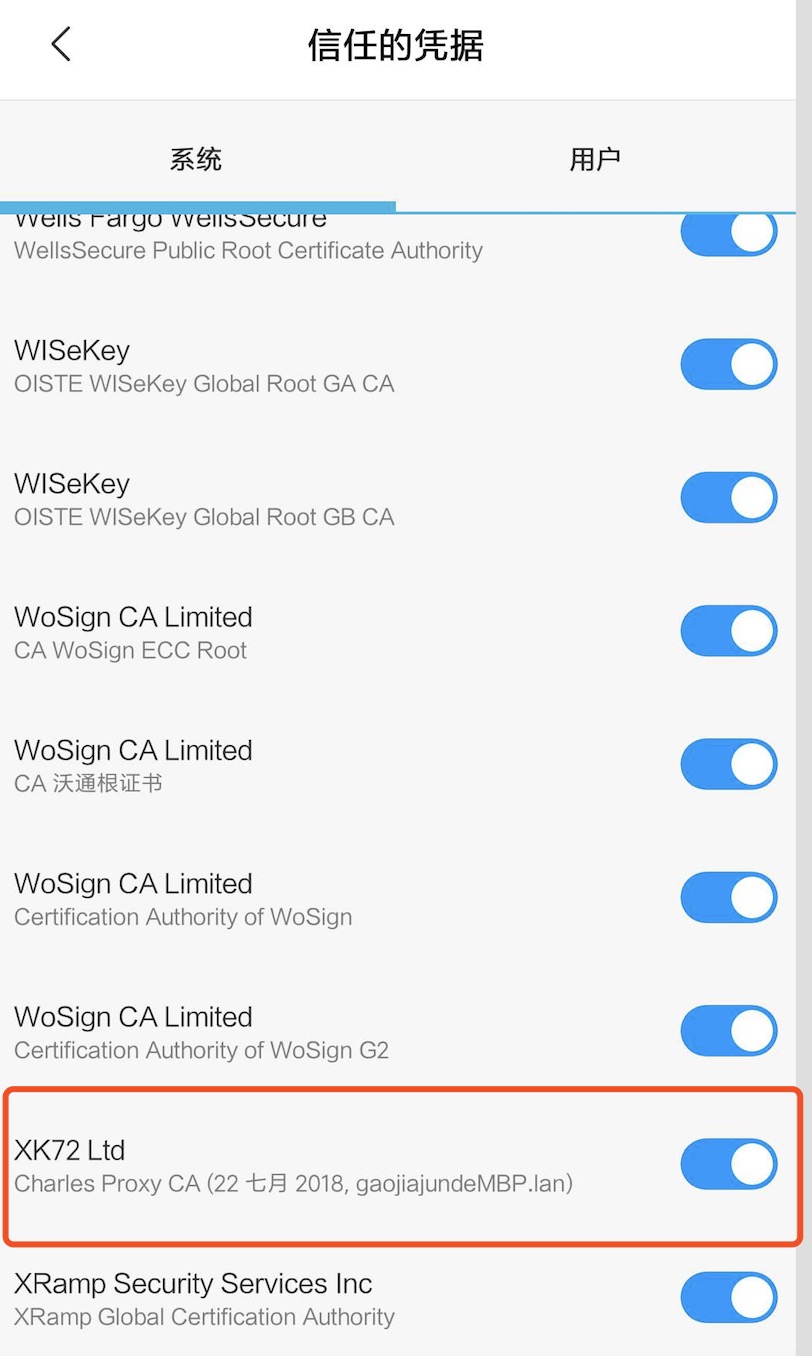 信任的凭据
系统
用户
Wells Fargo WellsSecure
WellsSecure Public Root Certificate Authority
WISeKey
OISTE WISeKey Global Root GA CA
WISeKey
OISTE WISeKey Global Root GB CA
WoSign CA Limited
CA WoSign ECC Root
WoSign CA Limited
CA 沃通根证书
WoSign CA Limited
Certification Authority of WoSign
WoSign CA Limited
Certification Authority of WoSign G2
XK72 Ltd
Charles Proxy CA (22 七月 2018, gaojiajundeMBP.lan)
XRamp Security Services Inc
XRamp Global Certification Authority